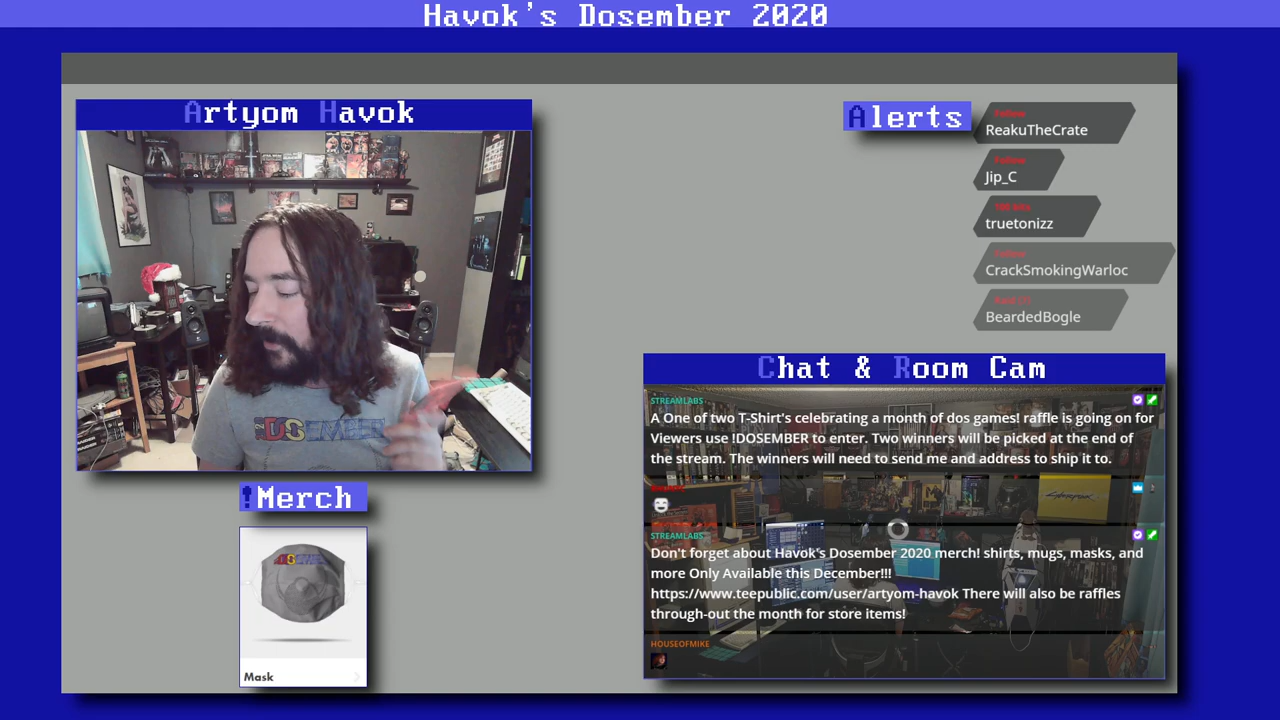 Havok's Dosember 2020
Artyom Havok
Alerts
Follow
ReakuTheCrate
Follow
Jip_C
truetonizz
Follow
CrackSmokingWarloc
BeardedBogle
Chat & Room Cam
STREAMLABS
A One of two T-Shirt's celebrating a month of dos games! raffle is going on for
Viewers use !DOSEMBER to enter. Two winners will be picked at the end of
the stream. The winners will need to send me and address to ship it to.
STREAMLABS
Don't forget about Havok's Dosember 2020 merch! shirts, mugs, masks, and
more Only Available this December!!!
https://www.teepublic.com/user/artyom-havok There will also be raffles
through-out the month for store items!
HOUSEOFMIKE
!Merch
Mask